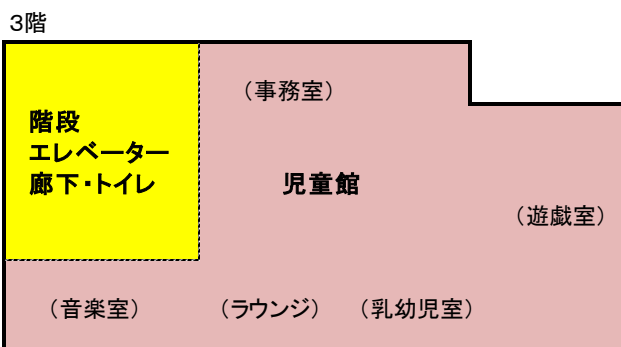 ３階
（事務室）
階段
エレベーター
廊下・トイレ
児童館
（遊戯室）
（音楽室）
（ラウンジ）
（乳幼児室）